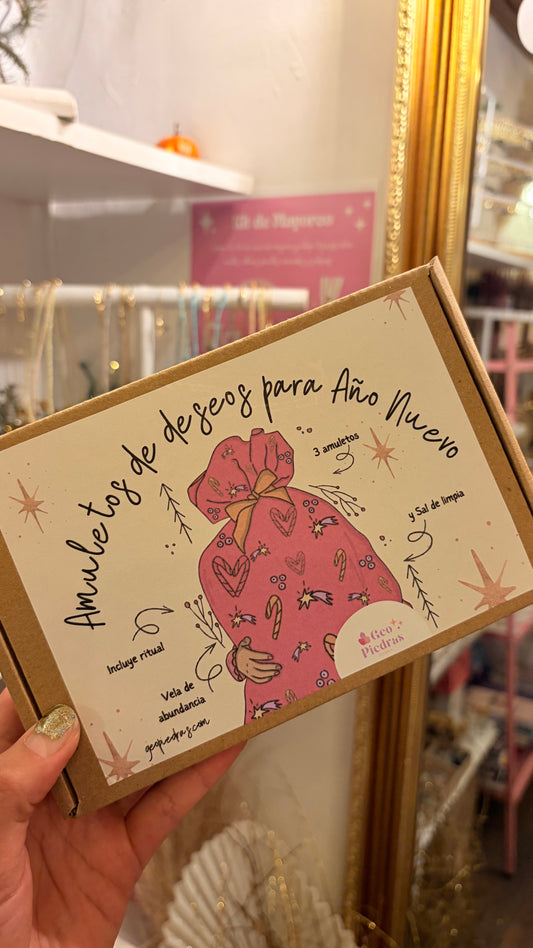 Kit de Mayoreo
Amuletos de deseos para Año Nuevo
3 amuletos
y Sal de limpia
Incluye ritual
Vela de
abundancia
geopiedras.com
Geo
Piedras